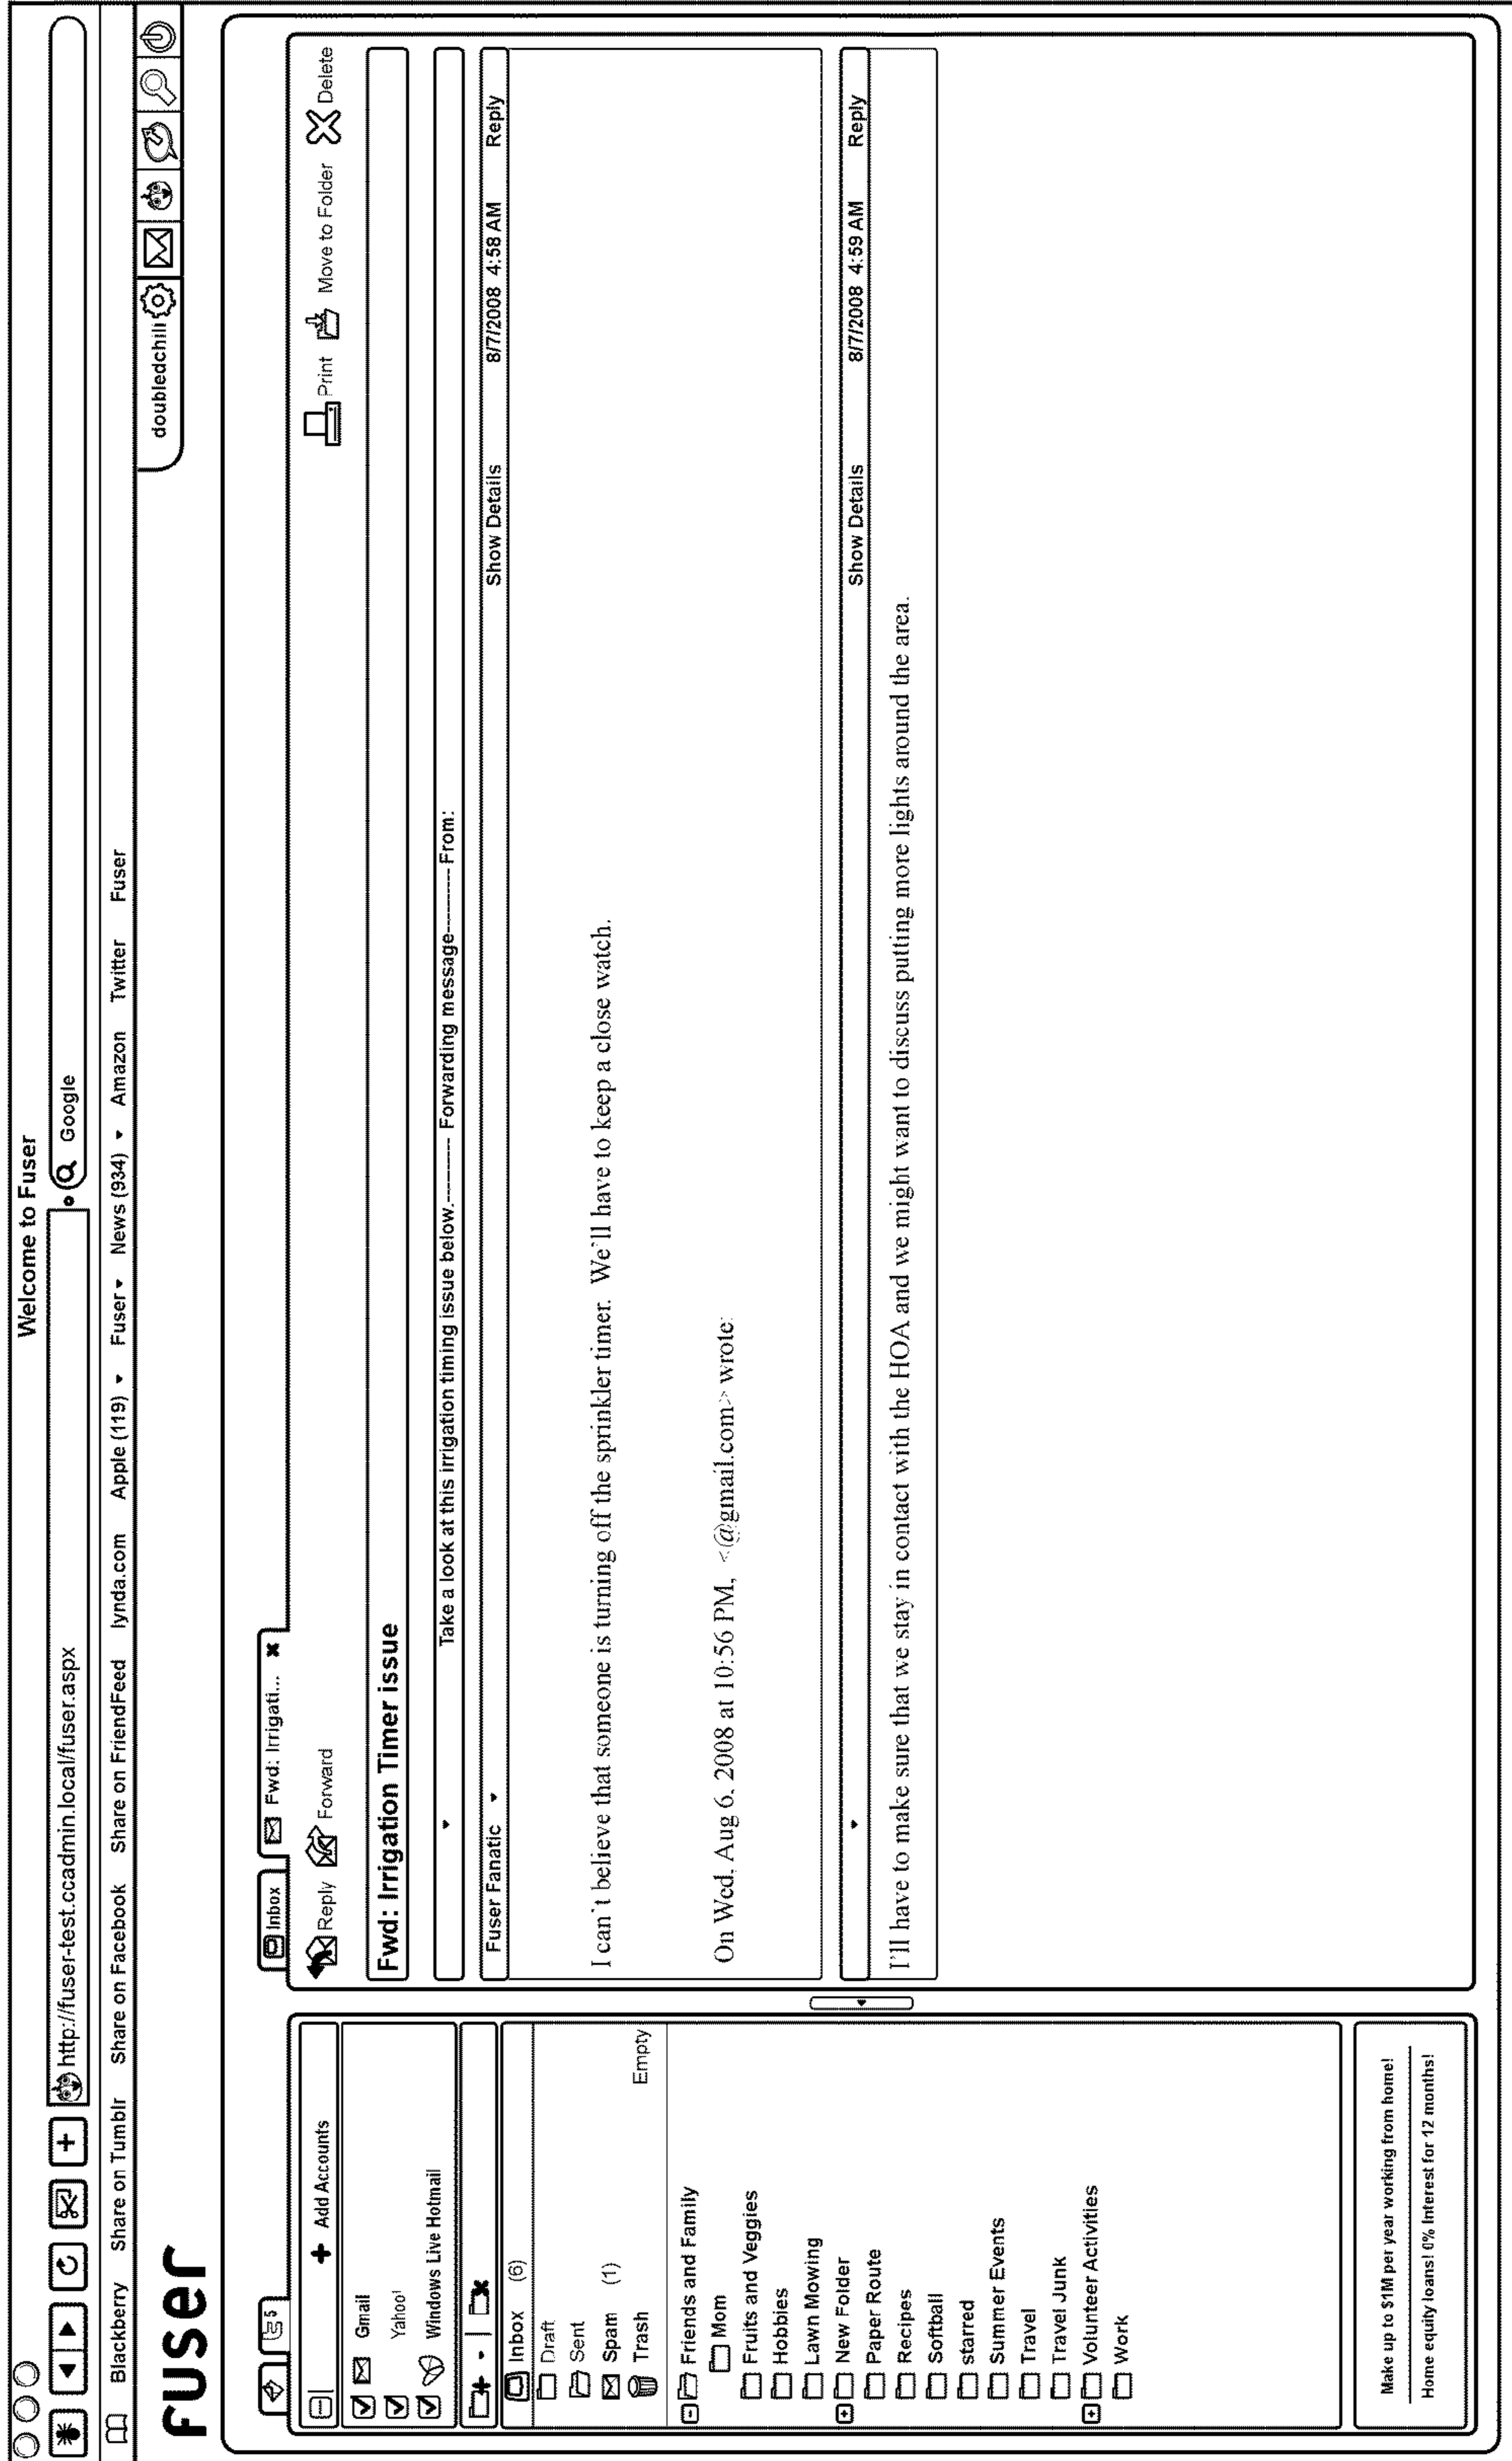 Welcome to Fuser
http://fuser-test.ccadmin.local/fuser.aspx
Google
Blackberry Share on Tumblr Share on Facebook Share on FriendFeed lynda.com Apple (119) Fuser News (934) Amazon Twitter Fuser
doubledchili
fuser
5
Add Accounts
Gmail
Yahoo!
Windows Live Hotmail
Inbox (6)
Draft
Sent
Spam (1)
Trash Empty
Friends and Family
Mom
Fruits and Veggies
Hobbies
Lawn Mowing
New Folder
Paper Route
Recipes
Softball
starred
Summer Events
Travel
Travel Junk
Volunteer Activities
Work
Make up to $1M per year working from home!
Home equity loans! 0% Interest for 12 months!
Inbox Fwd: Irrigati...
Reply Forward Print Move to Folder Delete
Fwd: Irrigation Timer issue
Take a look at this irrigation timing issue below.--------- Forwarding message--------- From:
Fuser Fanatic Show Details 8/7/2008 4:58 AM Reply
I can't believe that someone is turning off the sprinkler timer. We'll have to keep a close watch.
On Wed, Aug 6, 2008 at 10:56 PM, <@gmail.com> wrote:
Show Details 8/7/2008 4:59 AM Reply
I'll have to make sure that we stay in contact with the HOA and we might want to discuss putting more lights around the area.